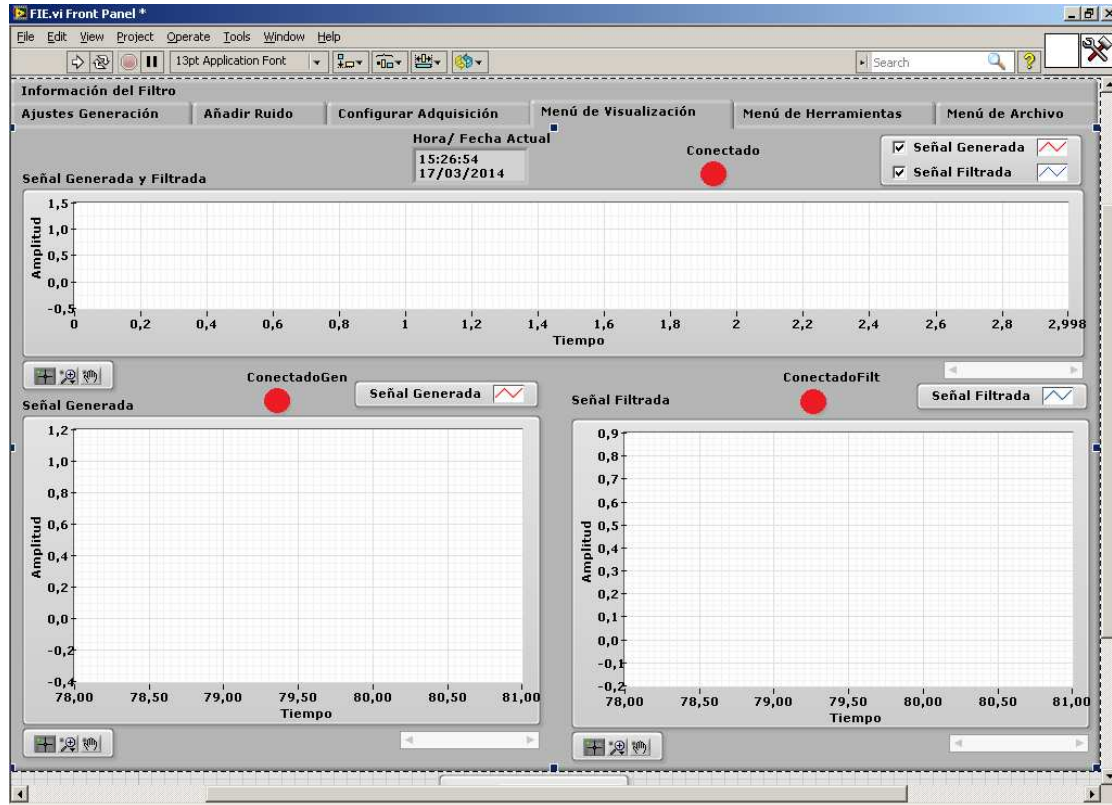 FIE.vi Front Panel *
File Edit View Project Operate Tools Window Help
13pt Application Font
Search
Información del Filtro
Ajustes Generación Añadir Ruido Configurar Adquisición Menú de Visualización Menú de Herramientas Menú de Archivo
Hora/ Fecha Actual
15:26:54
17/03/2014
Conectado
Señal Generada
Señal Filtrada
Señal Generada y Filtrada
Amplitud
1,5
1,0
0,5
0,0
-0,5
0 0,2 0,4 0,6 0,8 1 1,2 1,4 1,6 1,8 2 2,2 2,4 2,6 2,8 2,998
Tiempo
ConectadoGen
Señal Generada
Señal Generada
Amplitud
1,2
1,0
0,8
0,6
0,4
0,2
0,0
-0,2
-0,4
78,00 78,50 79,00 79,50 80,00 80,50 81,00
Tiempo
ConectadoFilt
Señal Filtrada
Señal Filtrada
Amplitud
0,9
0,8
0,7
0,6
0,5
0,4
0,3
0,2
0,1
0,0
-0,1
-0,2
78,00 78,50 79,00 79,50 80,00 80,50 81,00
Tiempo